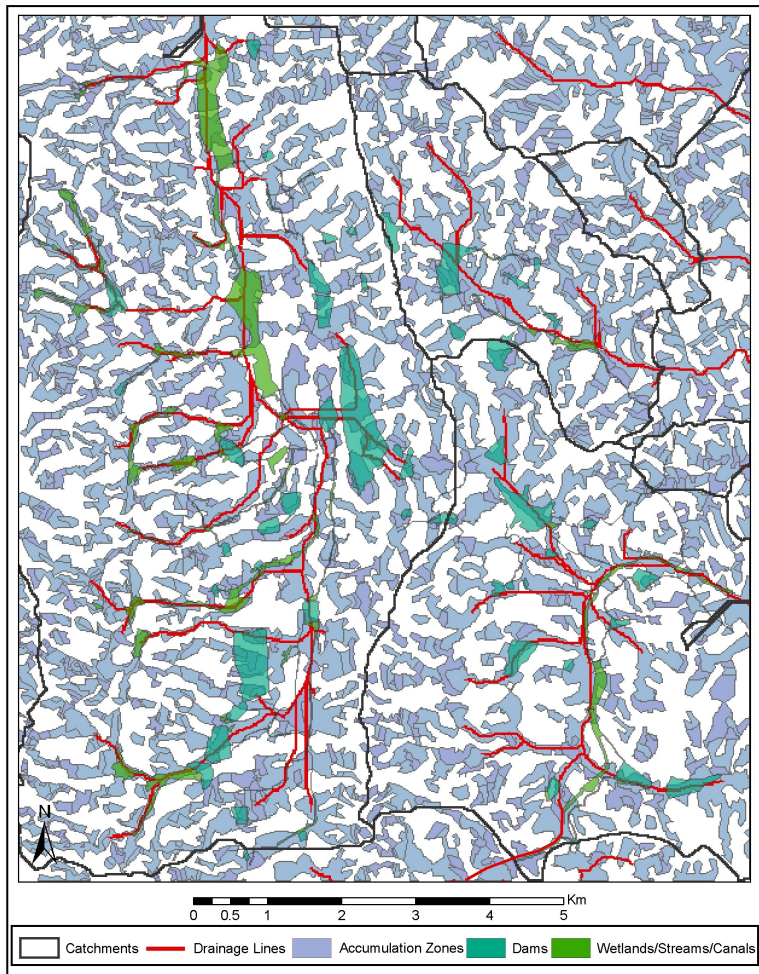 N
Km
0 0.5 1 2 3 4 5
Catchments Drainage Lines Accumulation Zones Dams Wetlands/Streams/Canals